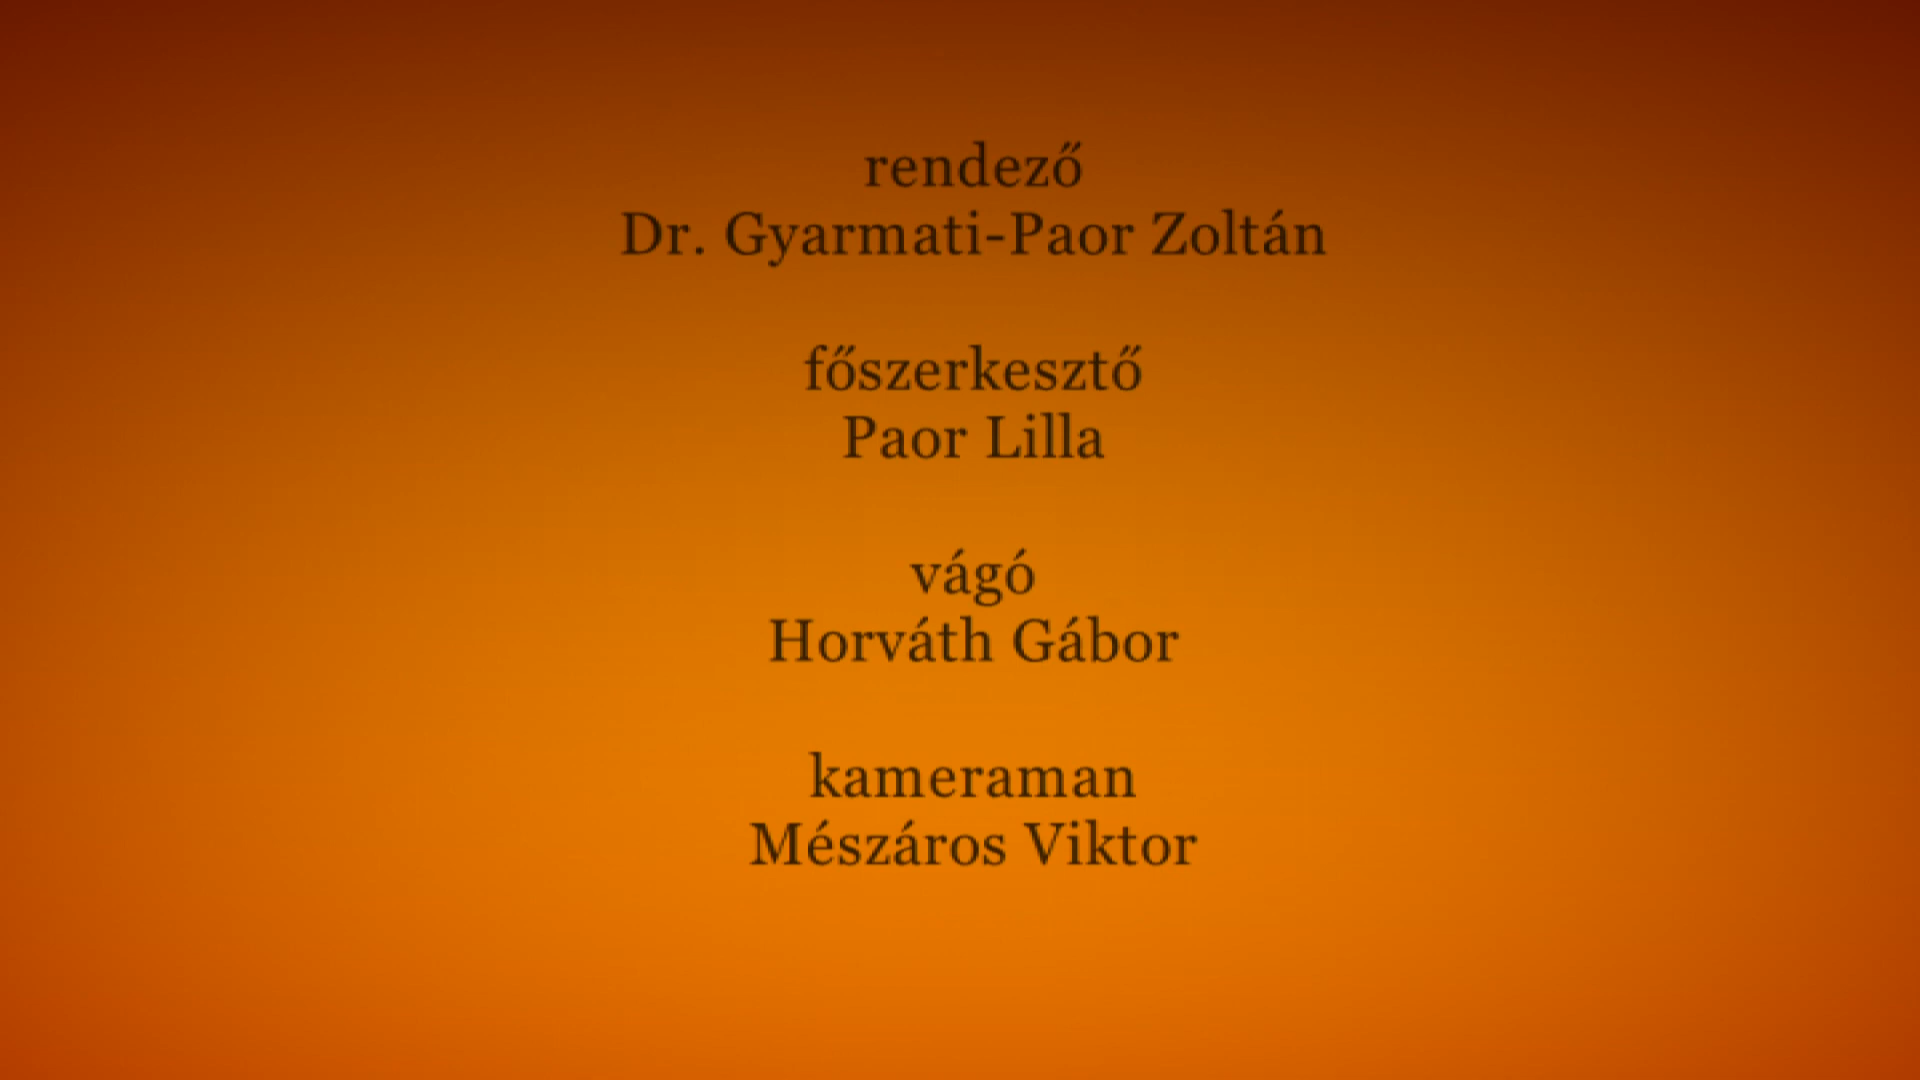 rendező
Dr. Gyarmati-Paor Zoltán
főszerkesztő
Paor Lilla
vágó
Horváth Gábor
kameraman
Mészáros Viktor